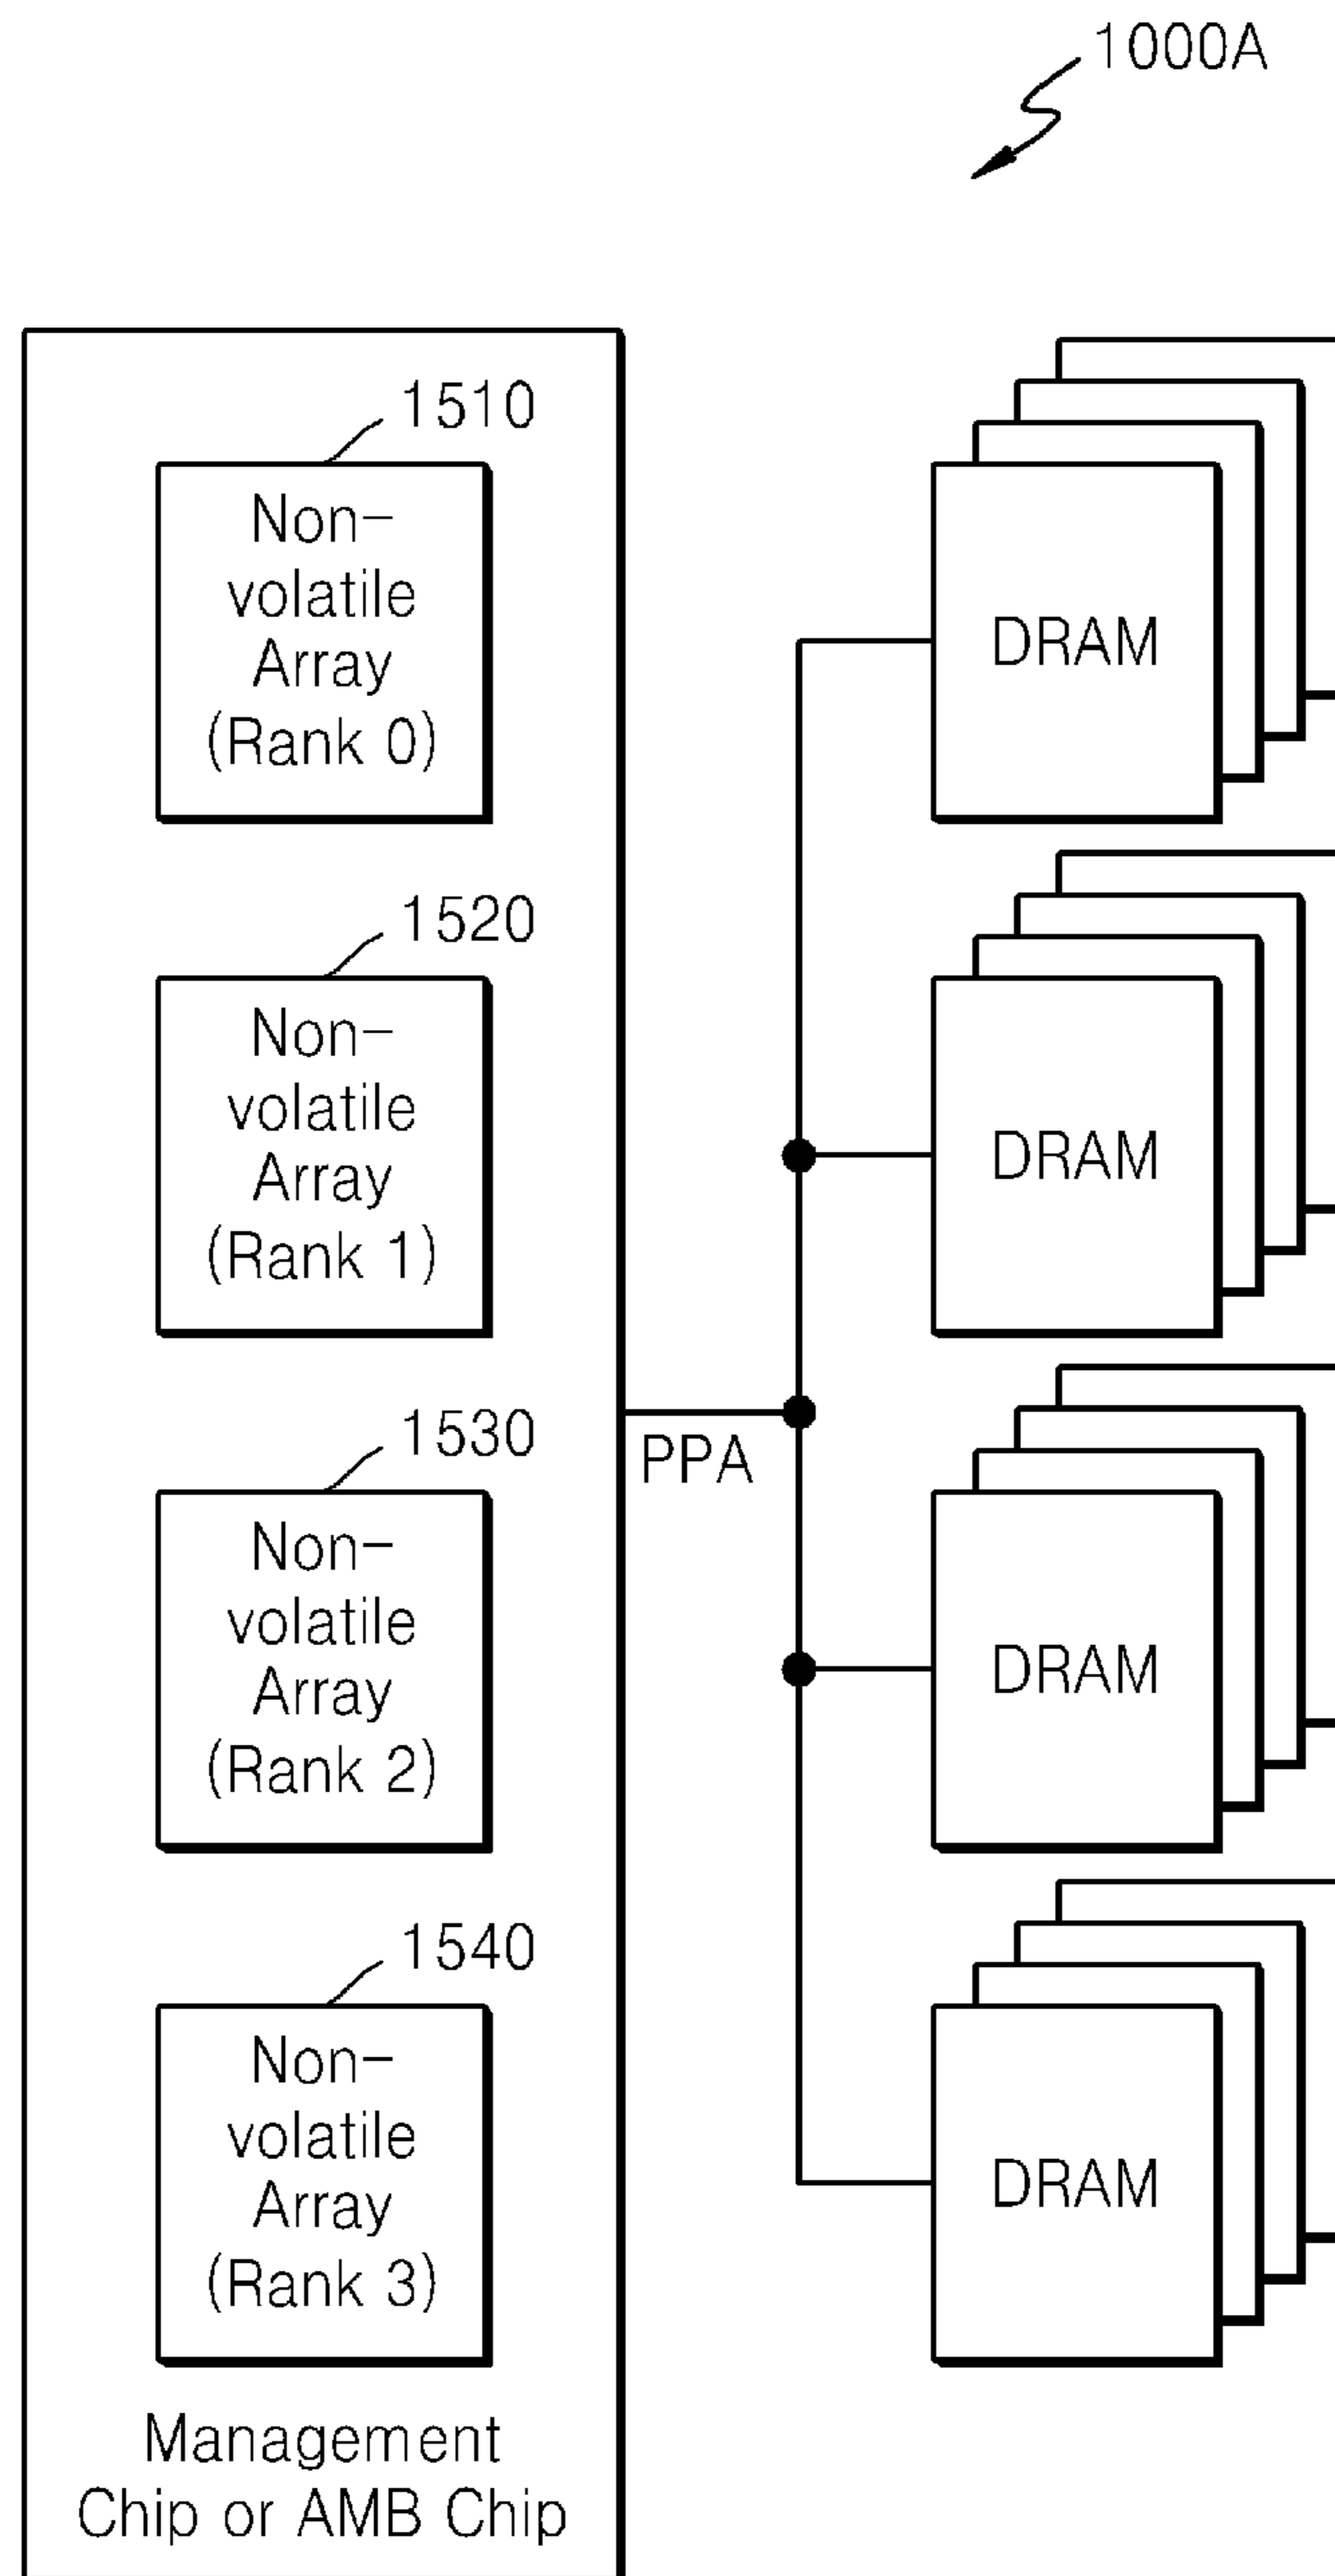 1000A
1510
Non-
volatile
Array
(Rank 0)
DRAM
1520
Non-
volatile
Array
(Rank 1)
DRAM
PPA
1530
Non-
volatile
Array
(Rank 2)
DRAM
1540
Non-
volatile
Array
(Rank 3)
DRAM
Management
Chip or AMB Chip